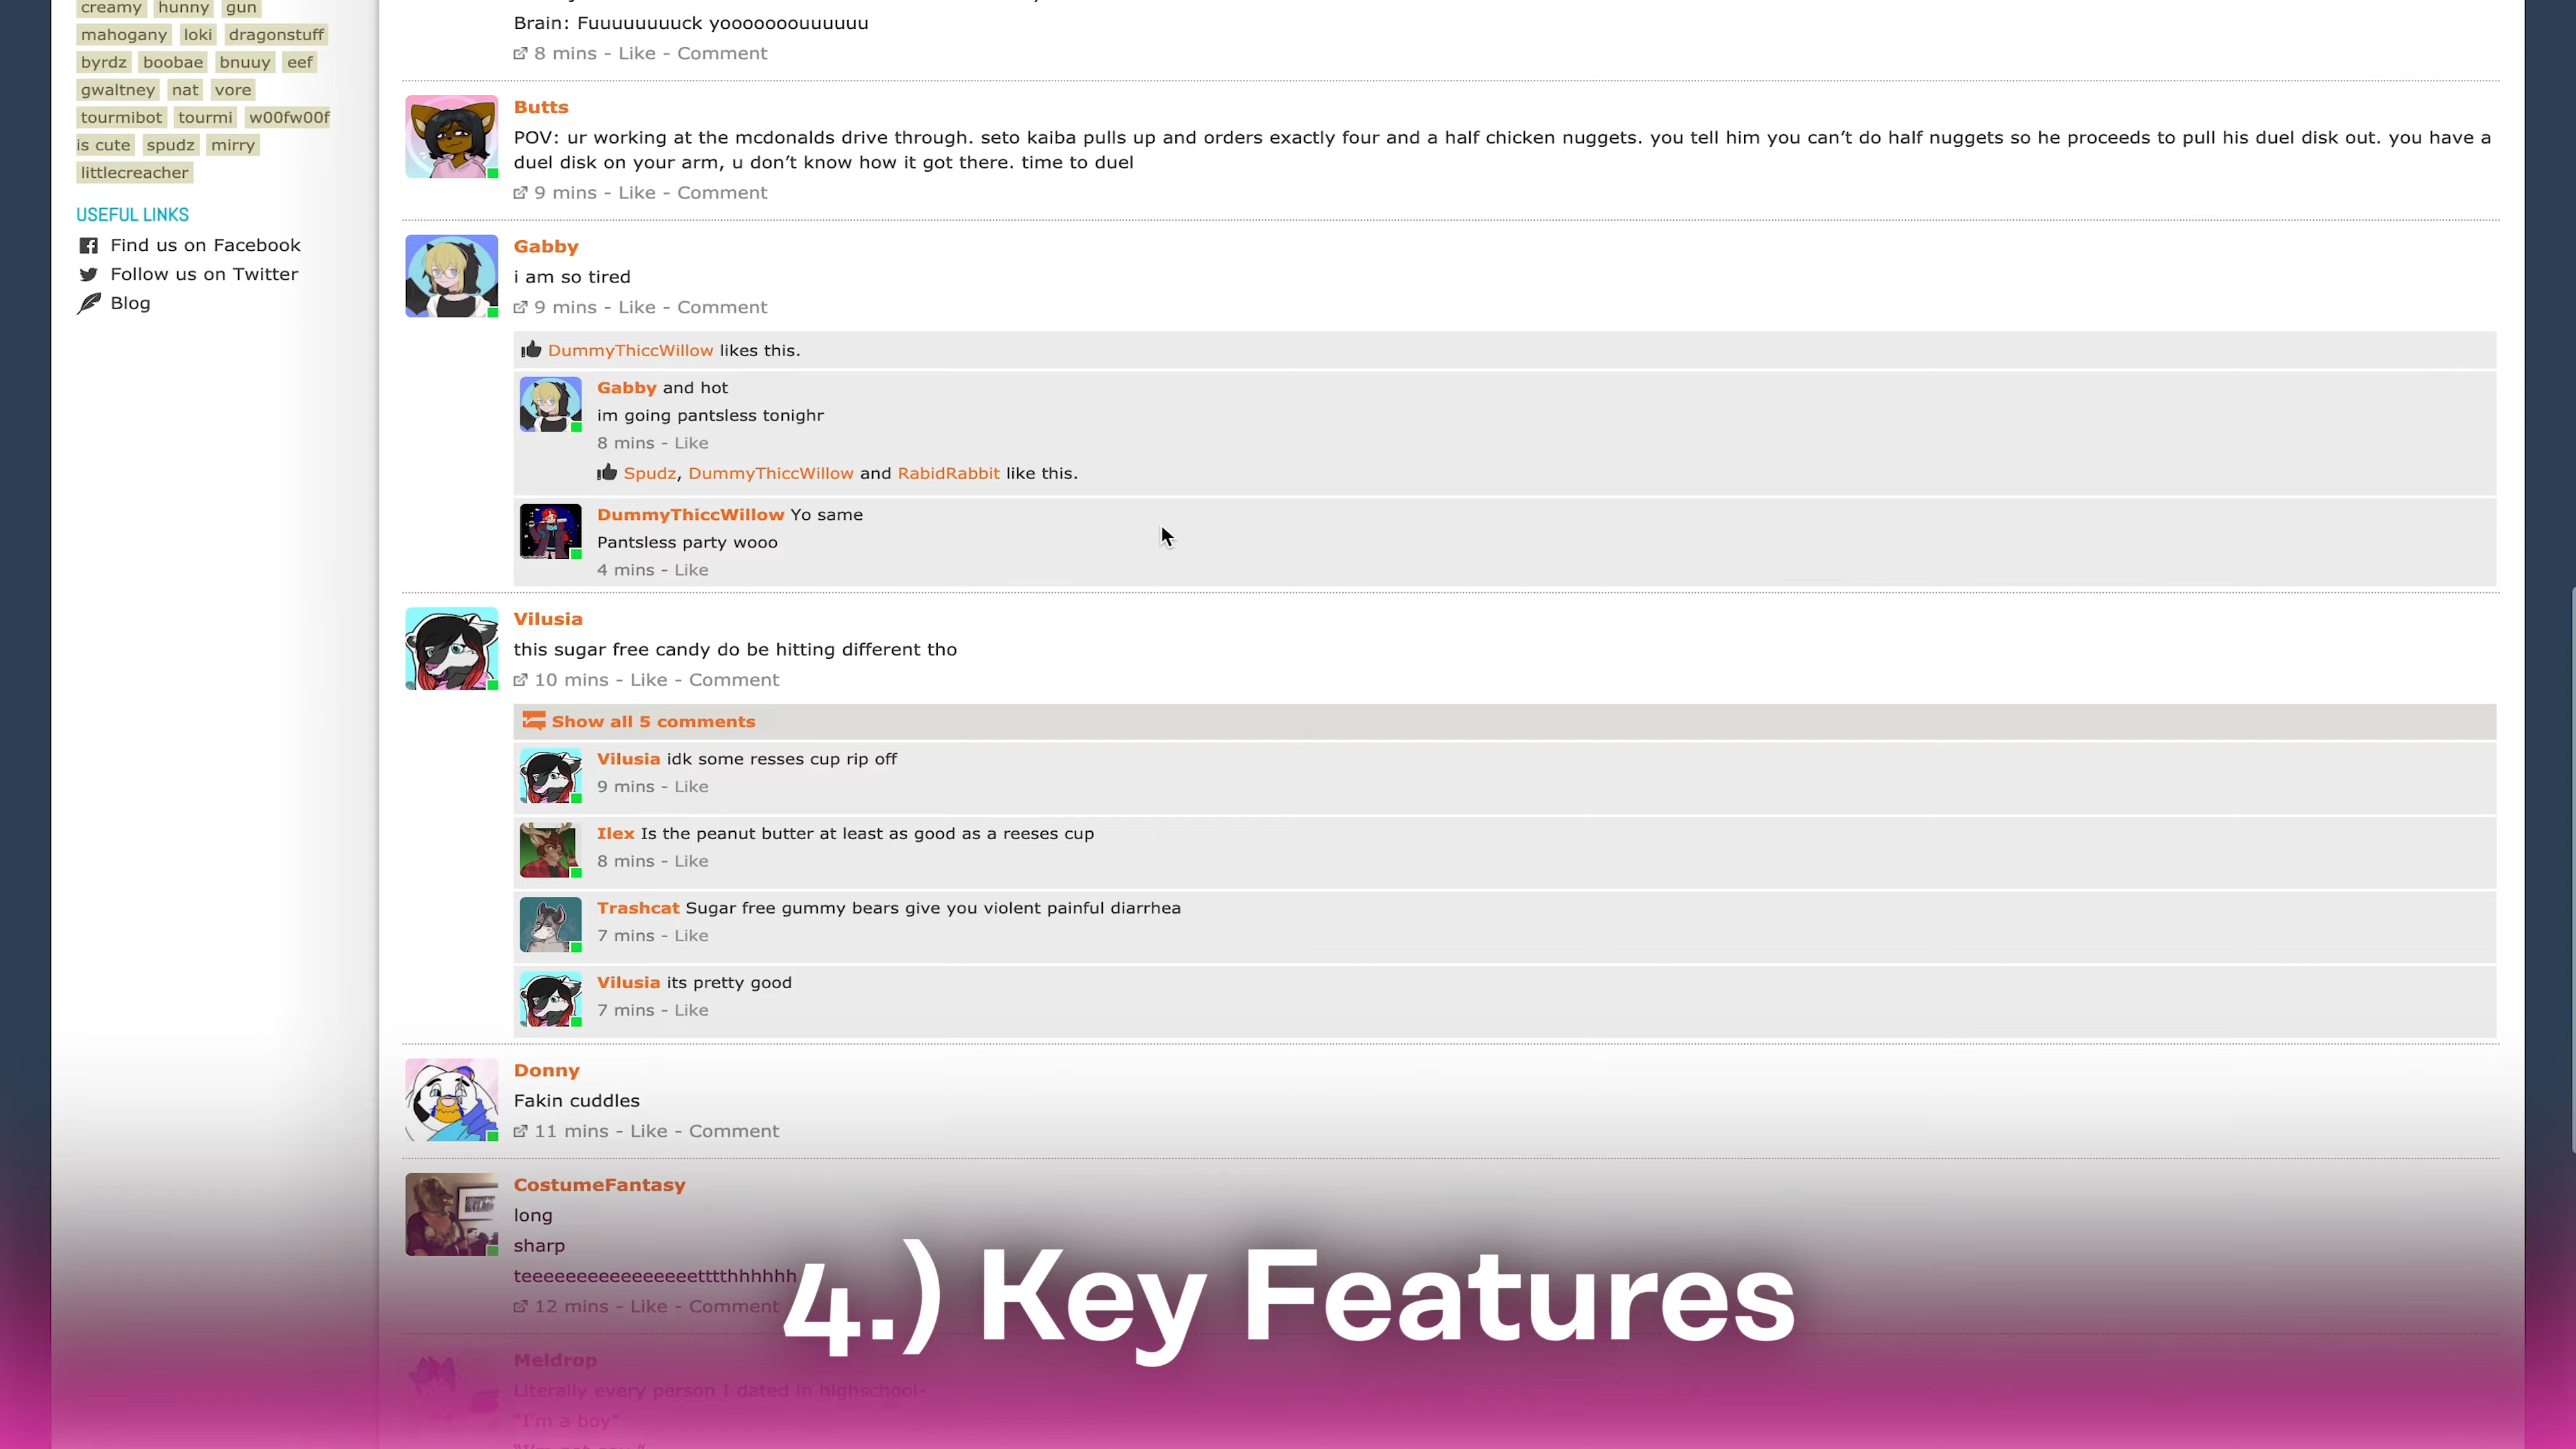 creamy hunny gun
mahogany loki dragonstuff
byrdz boobae bnuuy eef
gwaltney nat vore
tourmibot tourmi w00fw00f
is cute spudz mirry
littlecreacher
USEFUL LINKS
Find us on Facebook
Follow us on Twitter
Blog
Brain: Fuuuuuuuuck yooooooouuuuuu
8 mins - Like - Comment
Butts
POV: ur working at the mcdonalds drive through. seto kaiba pulls up and orders exactly four and a half chicken nuggets. you tell him you can’t do half nuggets so he proceeds to pull his duel disk out. you have a
duel disk on your arm, u don’t know how it got there. time to duel
9 mins - Like - Comment
Gabby
i am so tired
9 mins - Like - Comment
DummyThiccWillow likes this.
Gabby and hot
im going pantsless tonighr
8 mins - Like
Spudz, DummyThiccWillow and RabidRabbit like this.
DummyThiccWillow Yo same
Pantsless party wooo
4 mins - Like
Vilusia
this sugar free candy do be hitting different tho
10 mins - Like - Comment
Show all 5 comments
Vilusia idk some resses cup rip off
9 mins - Like
Ilex Is the peanut butter at least as good as a reeses cup
8 mins - Like
Trashcat Sugar free gummy bears give you violent painful diarrhea
7 mins - Like
Vilusia its pretty good
7 mins - Like
Donny
Fakin cuddles
11 mins - Like - Comment
CostumeFantasy
long
sharp
teeeeeeeeeeeeeeeetttthhhhhh
12 mins - Like - Comment
4.) Key Features
Meldrop
Literally every person I dated in highschool-
"I'm a boy"